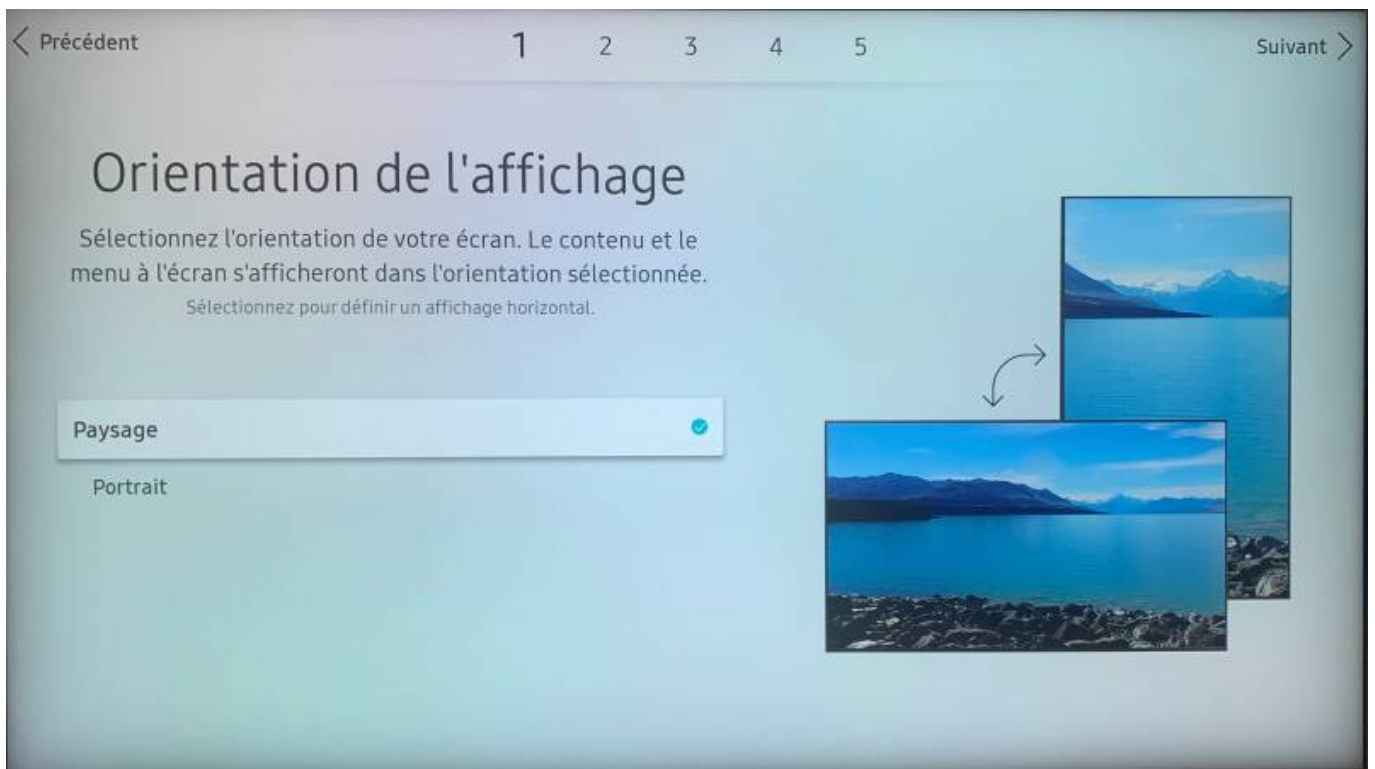 Précédent
1 2 3 4 5
Suivant
Orientation de l'affichage
Sélectionnez l'orientation de votre écran. Le contenu et le
menu à l'écran s'afficheront dans l'orientation sélectionnée.
Sélectionnez pour définir un affichage horizontal.
Paysage
Portrait